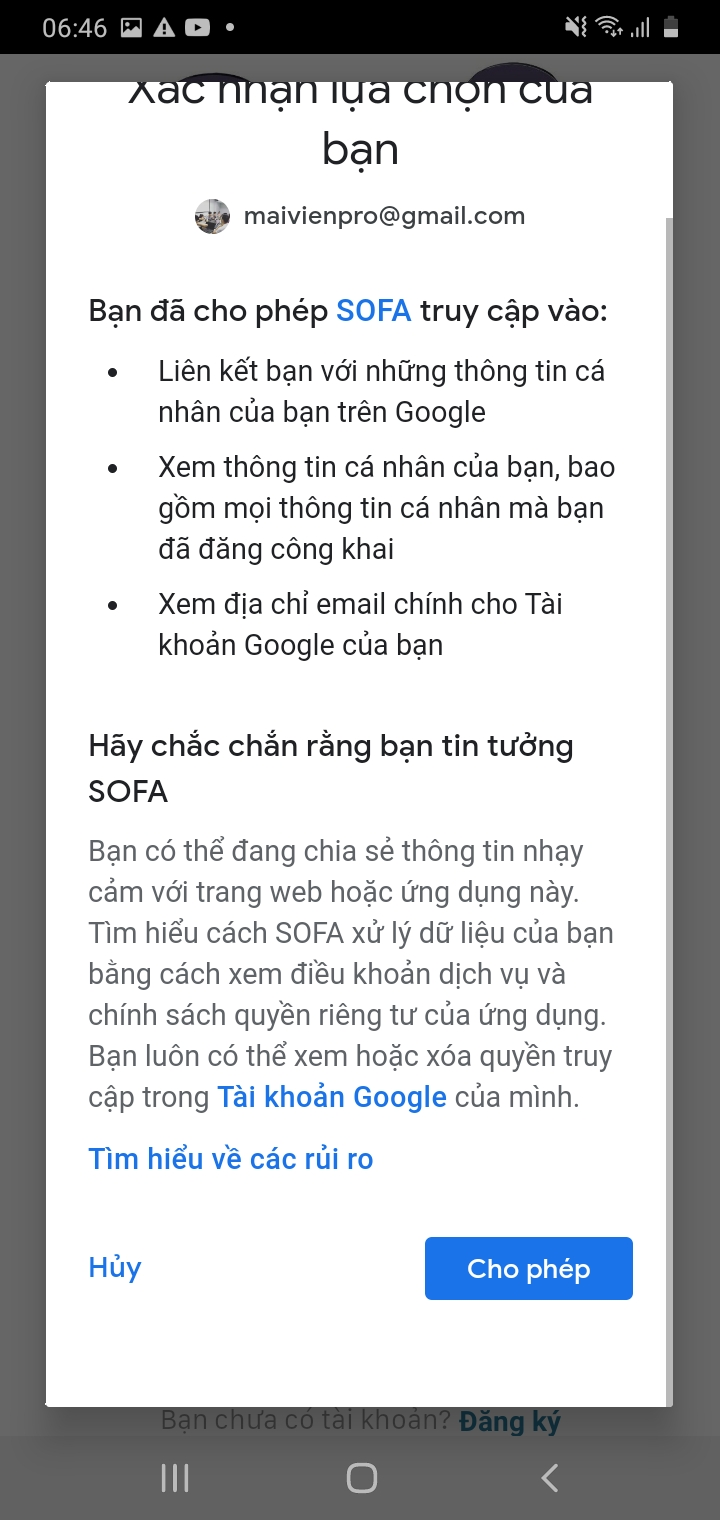 06:46
Xác nhận lựa chọn của
bạn
maivienpro@gmail.com
Bạn đã cho phép SOFA truy cập vào:
Liên kết bạn với những thông tin cá
nhân của bạn trên Google
Xem thông tin cá nhân của bạn, bao
gồm mọi thông tin cá nhân mà bạn
đã đăng công khai
Xem địa chỉ email chính cho Tài
khoản Google của bạn
Hãy chắc chắn rằng bạn tin tưởng
SOFA
Bạn có thể đang chia sẻ thông tin nhạy
cảm với trang web hoặc ứng dụng này.
Tìm hiểu cách SOFA xử lý dữ liệu của bạn
bằng cách xem điều khoản dịch vụ và
chính sách quyền riêng tư của ứng dụng.
Bạn luôn có thể xem hoặc xóa quyền truy
cập trong Tài khoản Google của mình.
Tìm hiểu về các rủi ro
Hủy
Cho phép
Bạn chưa có tài khoản? Đăng ký